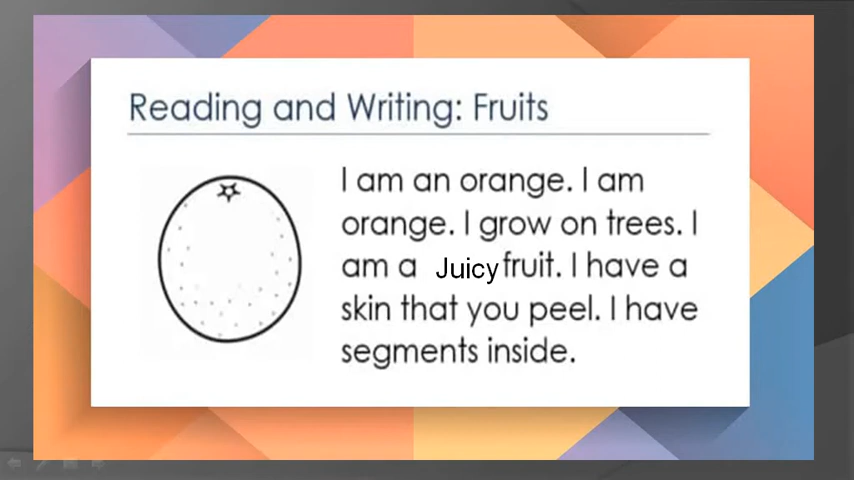 Reading and Writing: Fruits
I am an orange. I am
orange. I grow on trees. I
am a Juicy fruit. I have a
skin that you peel. I have
segments inside.